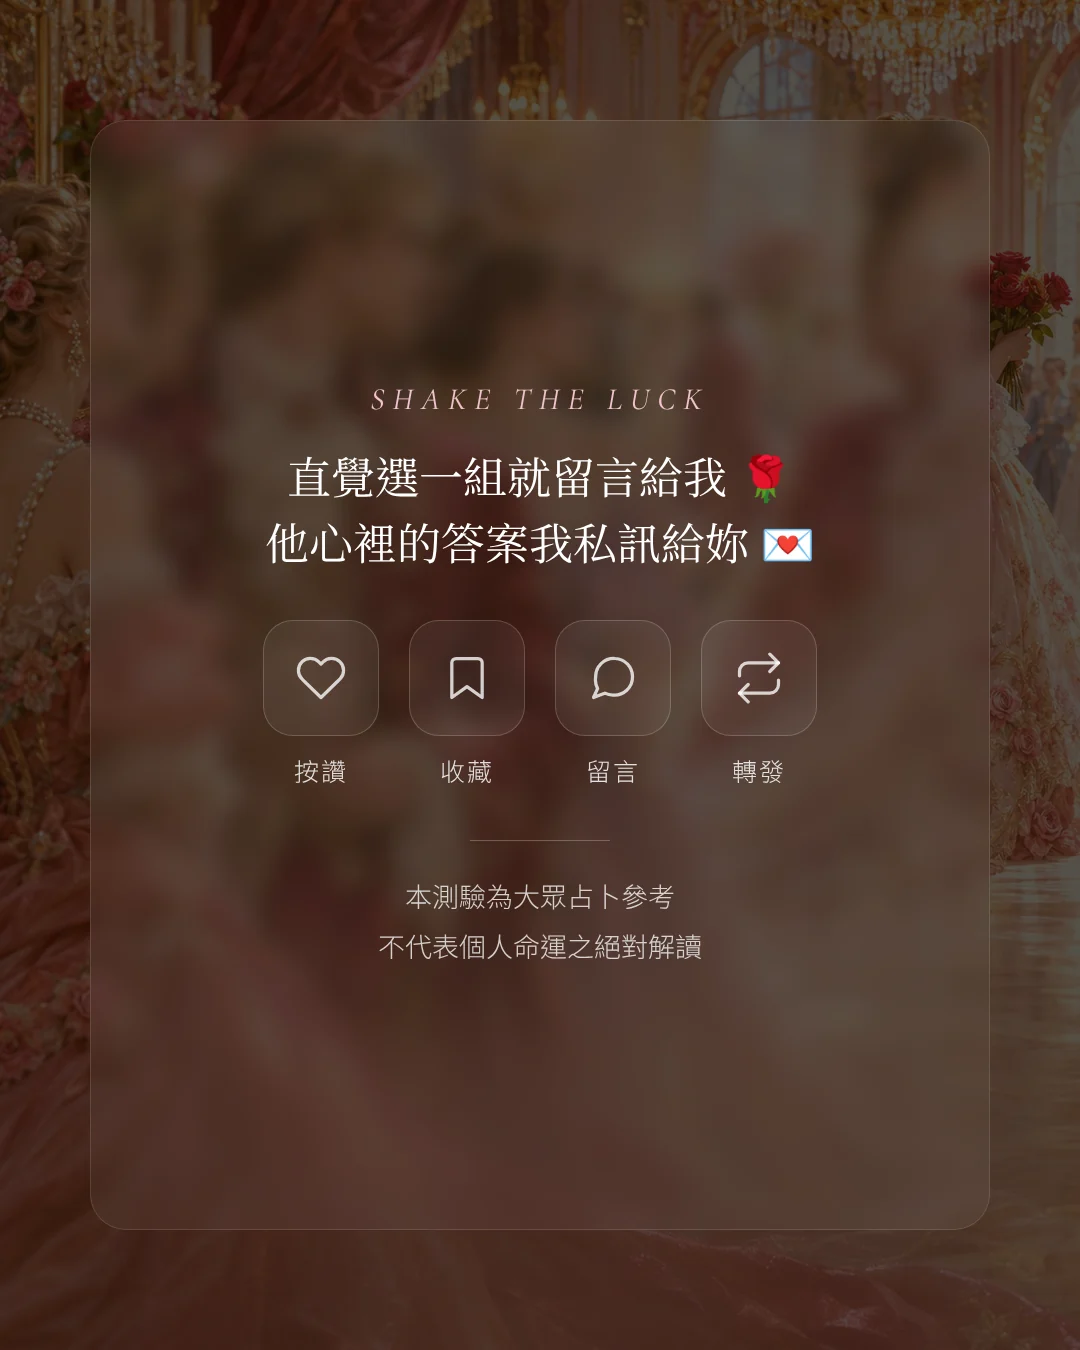 SHAKE THE LUCK
直覺選一組就留言給我 🌹
他心裡的答案我私訊給妳 💌
按讚
收藏
留言
轉發
本測驗為大眾占卜參考
不代表個人命運之絕對解讀